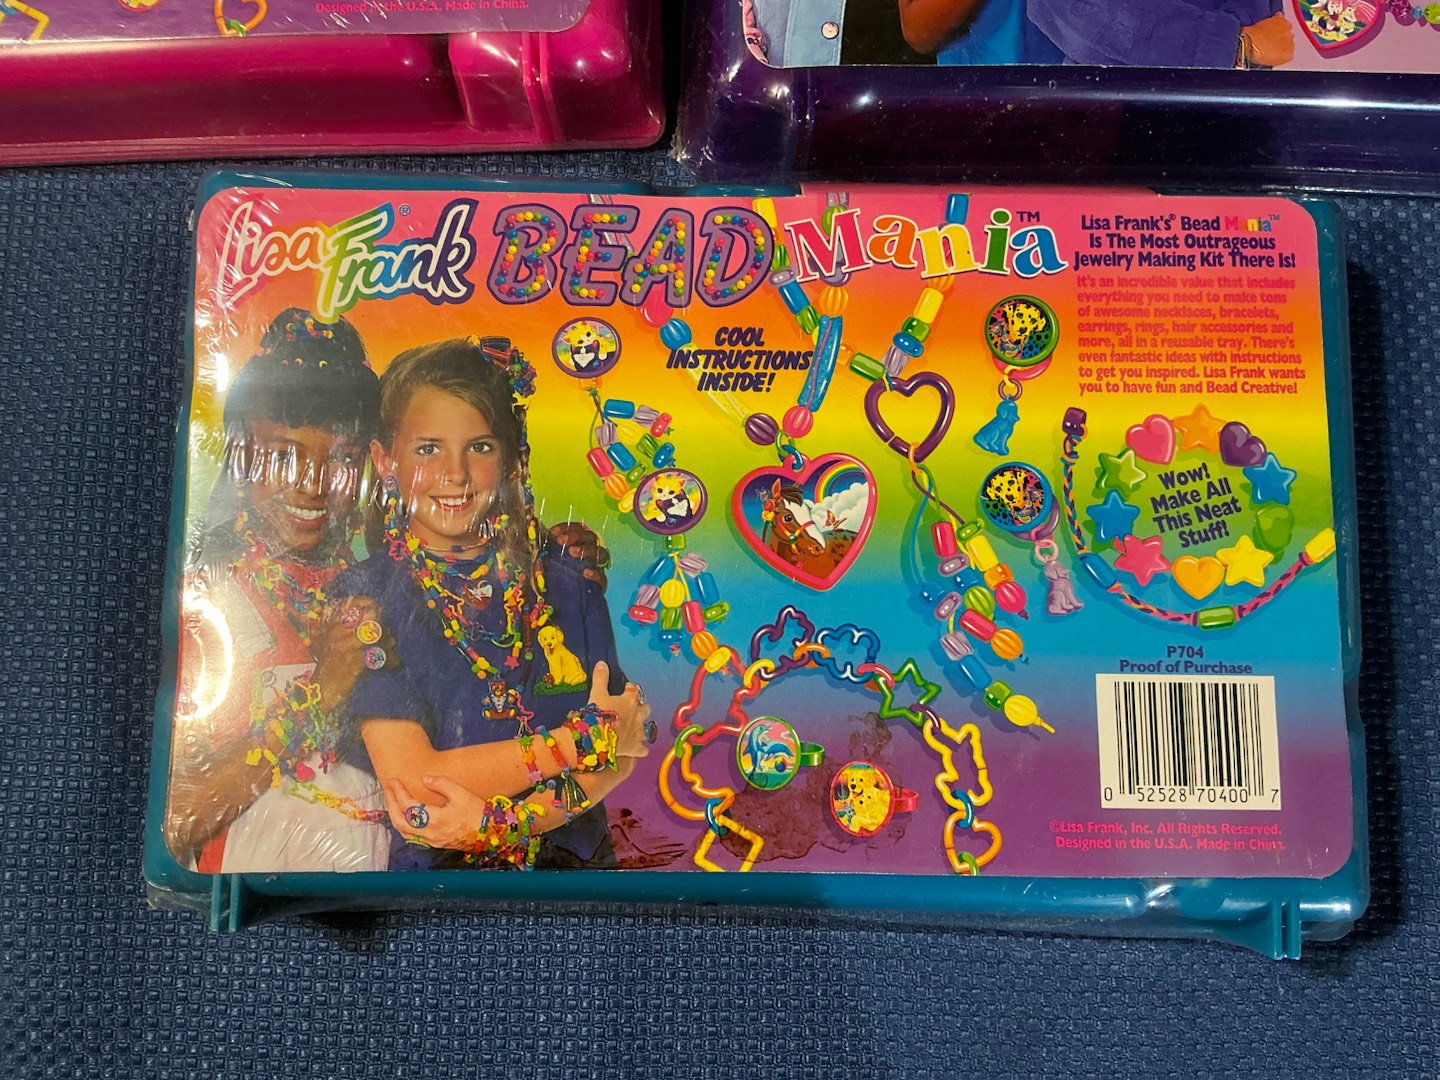 Designed in the U.S.A. Made in China.
Lisa Frank® BEAD Mania™
Lisa Frank's® Bead Mania™
Is The Most Outrageous
Jewelry Making Kit There Is!
It's an incredible value that includes
everything you need to make tons
of awesome necklaces, bracelets,
earrings, rings, hair accessories and
more, all in a reusable tray. There's
even fantastic ideas with instructions
to get you inspired. Lisa Frank wants
you to have fun and Bead Creative!
COOL
INSTRUCTIONS
INSIDE!
Wow!
Make All
This Neat
Stuff!
P704
Proof of Purchase
0 52528 70400 7
©Lisa Frank, Inc. All Rights Reserved.
Designed in the U.S.A. Made in China.